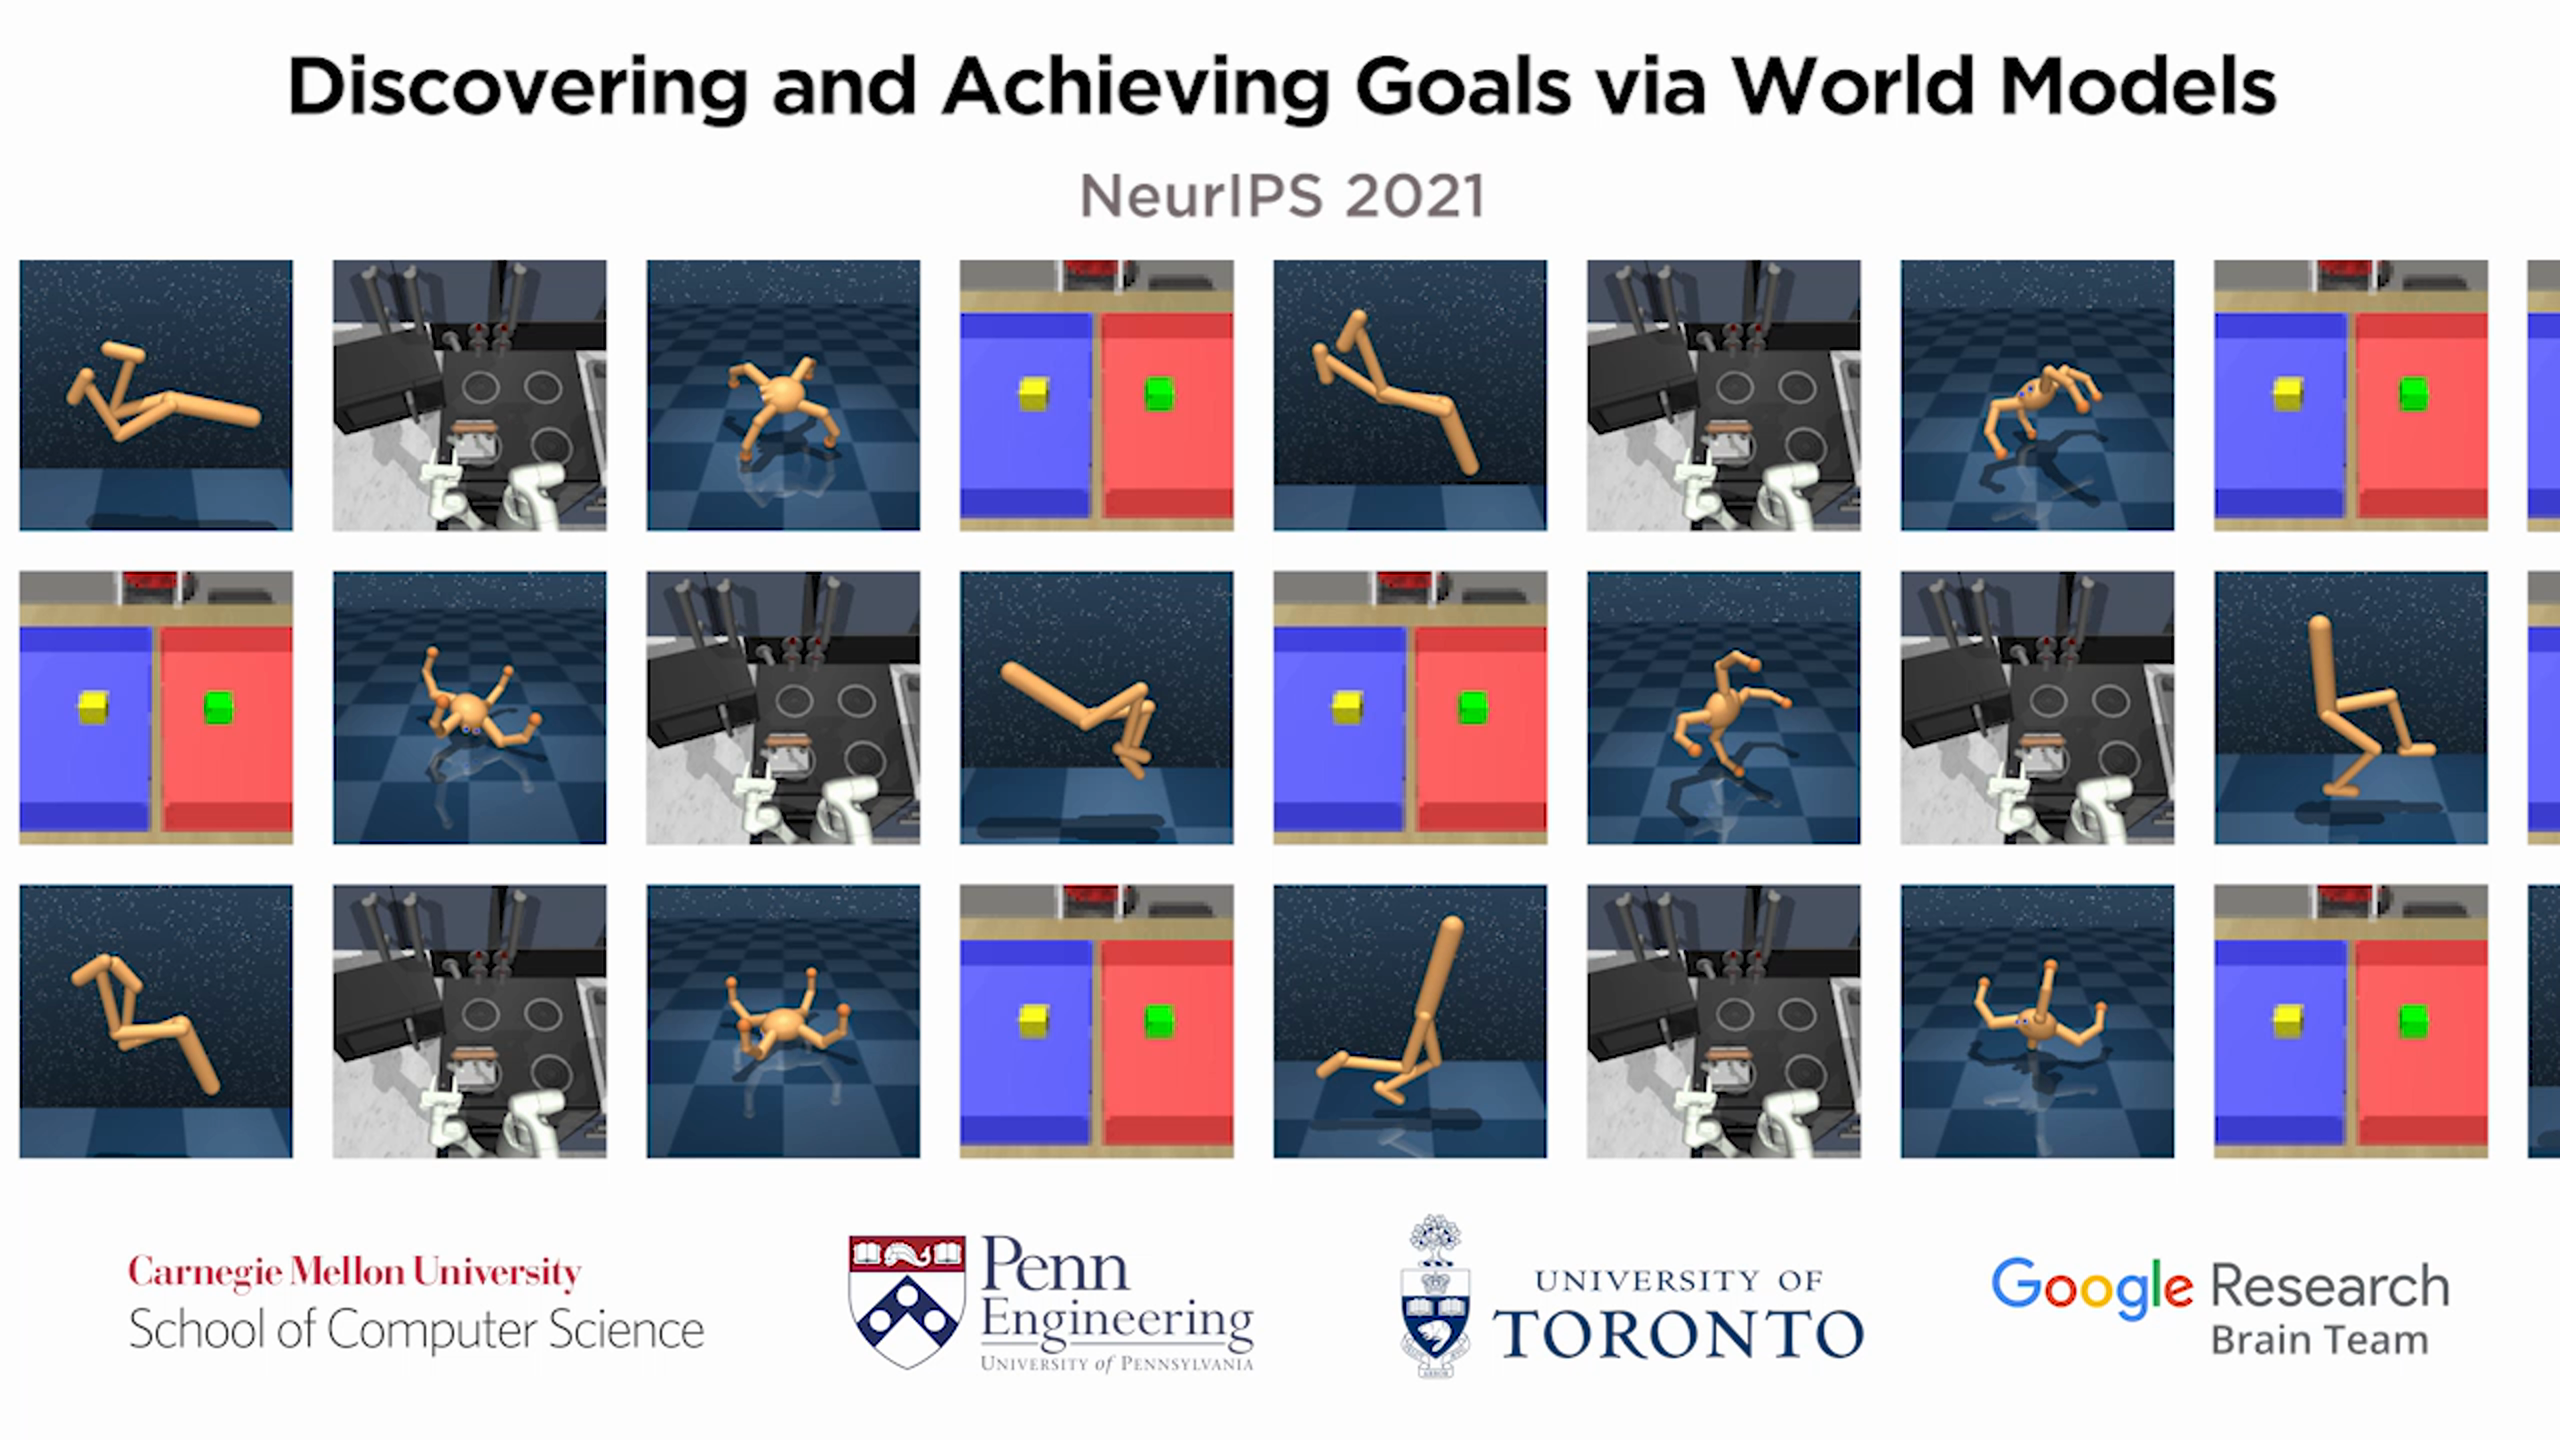 Discovering and Achieving Goals via World Models
NeurIPS 2021
Carnegie Mellon University
School of Computer Science
Penn
Engineering
UNIVERSITY of PENNSYLVANIA
UNIVERSITY OF
TORONTO
Google Research
Brain Team